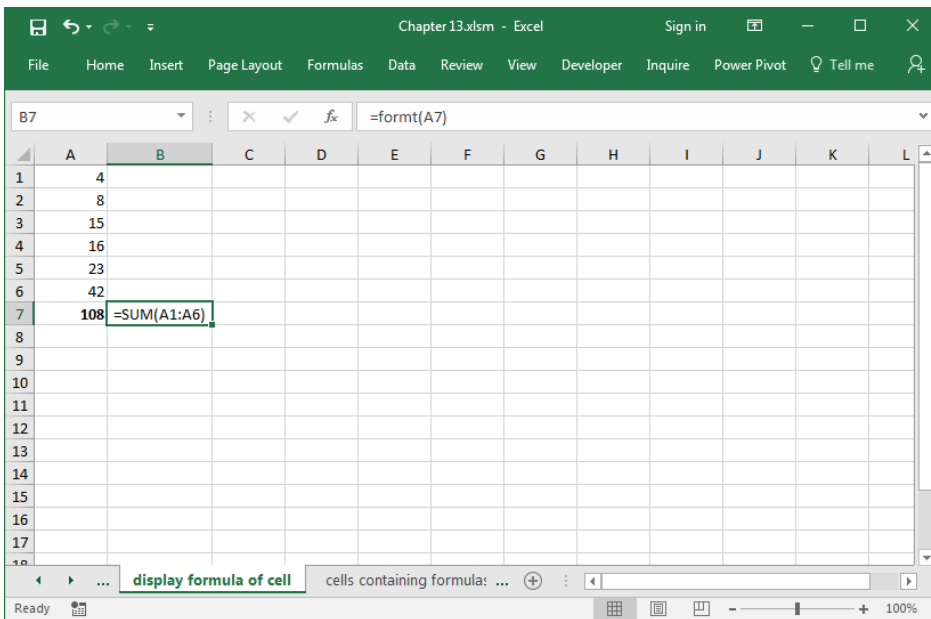 Chapter 13.xlsm - Excel Sign in
File Home Insert Page Layout Formulas Data Review View Developer Inquire Power Pivot Tell me
B7 fx =formt(A7)
A B C D E F G H I J K L
1 4
2 8
3 15
4 16
5 23
6 42
7 108 =SUM(A1:A6)
8
9
10
11
12
13
14
15
16
17
18
... display formula of cell cells containing formulas ...
Ready 100%